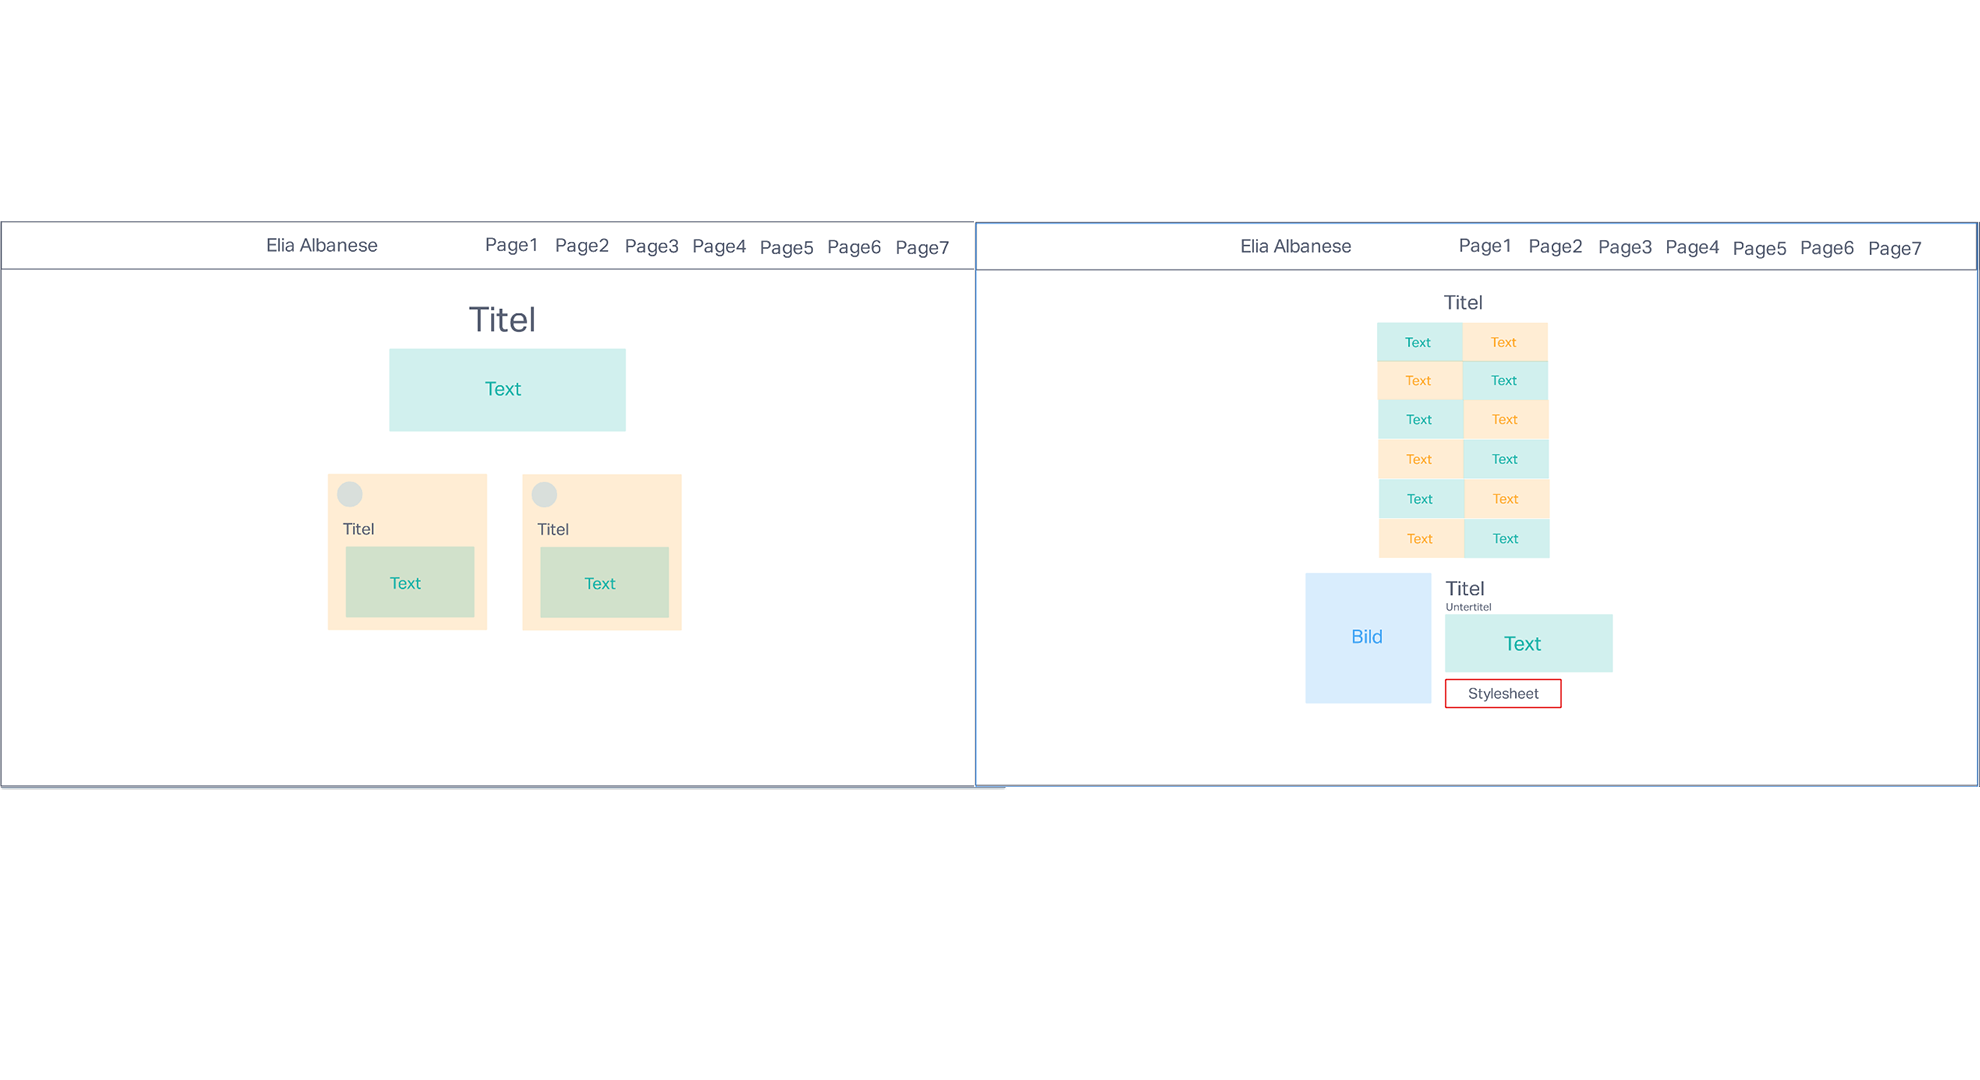 Elia Albanese Page1 Page2 Page3 Page4 Page5 Page6 Page7
Titel
Text
Titel Titel
Text Text
Elia Albanese Page1 Page2 Page3 Page4 Page5 Page6 Page7
Titel
Text Text
Text Text
Text Text
Text Text
Text Text
Text Text
Bild
Titel
Untertitel
Text
Stylesheet